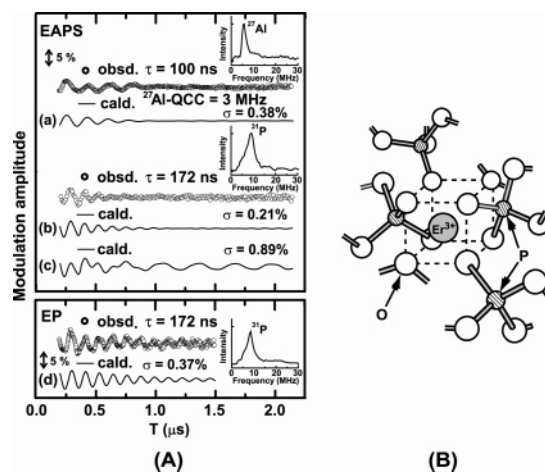 EAPS
5 %
obsd. τ = 100 ns
Intensity
27Al
0 10 20 30
Frequency (MHz)
— cald. 27Al-QCC = 3 MHz
(a)
σ = 0.38%
Intensity
31P
0 10 20 30
Frequency (MHz)
obsd. τ = 172 ns
— cald.
σ = 0.21%
(b)
— cald.
σ = 0.89%
(c)
Modulation amplitude
EP
obsd. τ = 172 ns
5 %
— cald. σ = 0.37%
(d)
Intensity
31P
0 10 20 30
Frequency (MHz)
0.0 0.5 1.0 1.5 2.0
T (μs)
(A)
Er3+
P
O
(B)